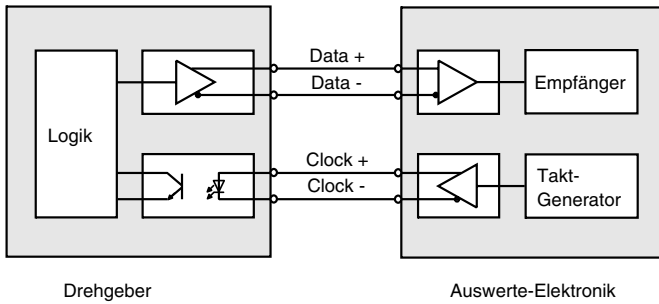 Data +
Data -
Logik
Empfänger
Clock +
Clock -
Takt-
Generator
Drehgeber
Auswerte-Elektronik